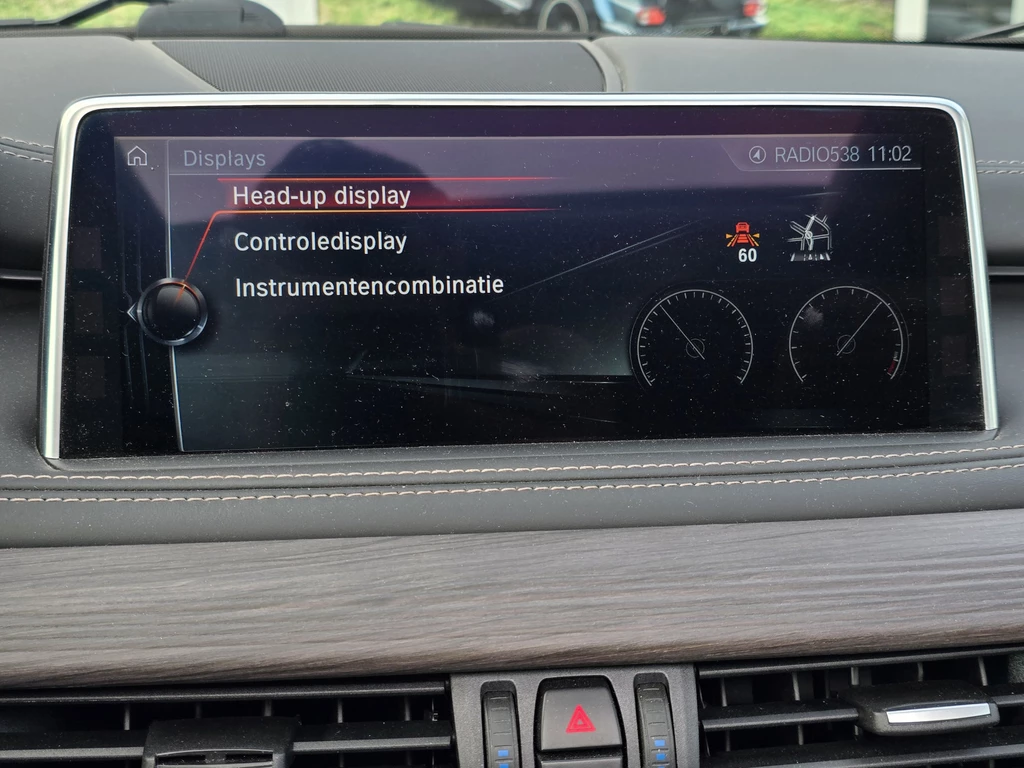 Displays
RADIO538 11:02
Head-up display
Controledisplay
60
Instrumentencombinatie